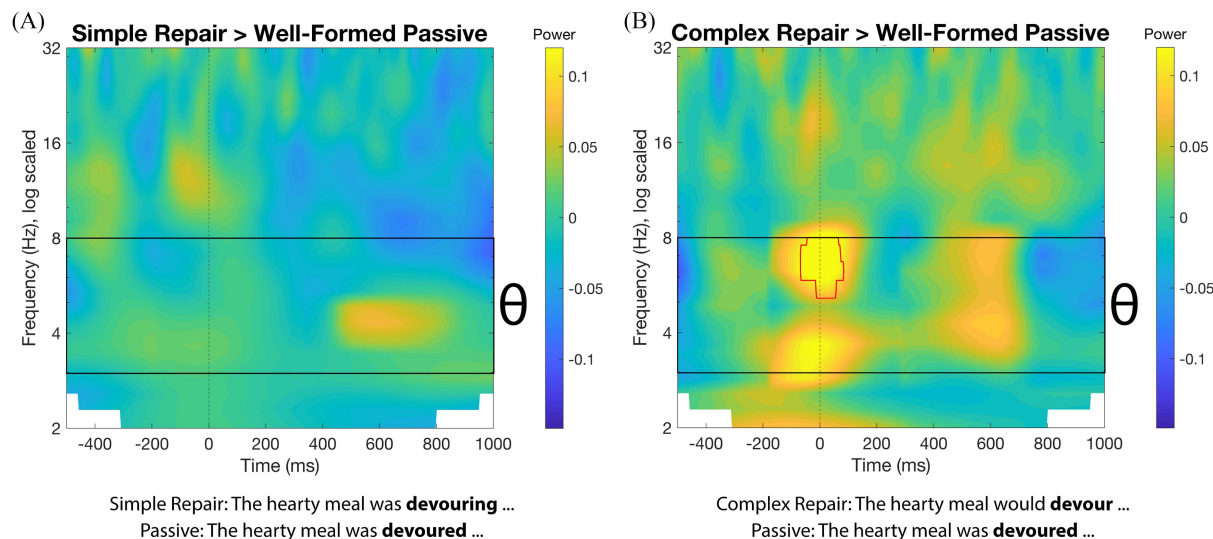 (A)
Simple Repair > Well-Formed Passive
Power
32
16
8
4
2
Frequency (Hz), log scaled
-400 -200 0 200 400 600 800 1000
Time (ms)
0.1
0.05
0
-0.05
-0.1
θ
Simple Repair: The hearty meal was devouring ...
Passive: The hearty meal was devoured ...
(B)
Complex Repair > Well-Formed Passive
Power
32
16
8
4
2
Frequency (Hz), log scaled
-400 -200 0 200 400 600 800 1000
Time (ms)
0.1
0.05
0
-0.05
-0.1
θ
Complex Repair: The hearty meal would devour ...
Passive: The hearty meal was devoured ...